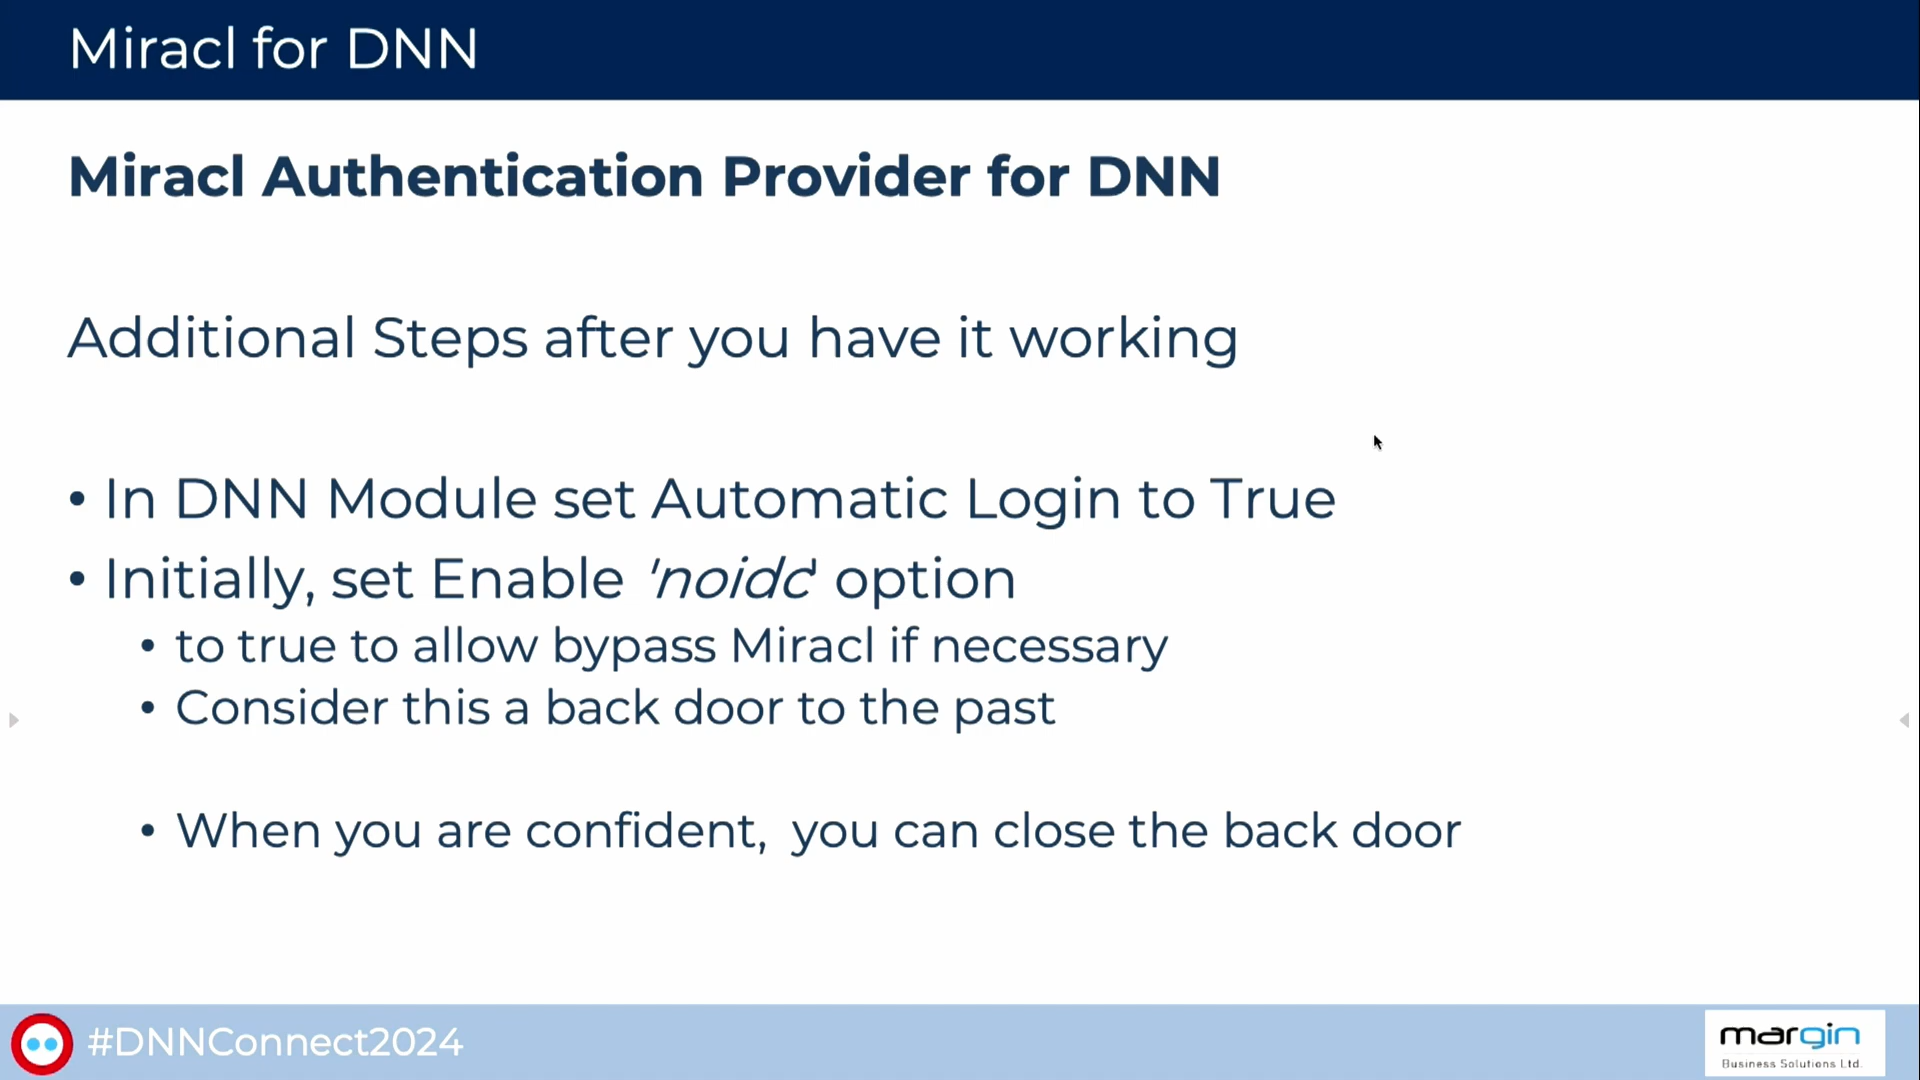 Miracl for DNN
Miracl Authentication Provider for DNN
Additional Steps after you have it working
• In DNN Module set Automatic Login to True
• Initially, set Enable 'noidc' option
• to true to allow bypass Miracl if necessary
• Consider this a back door to the past
• When you are confident, you can close the back door
#DNNConnect2024
margin
Business Solutions Ltd.